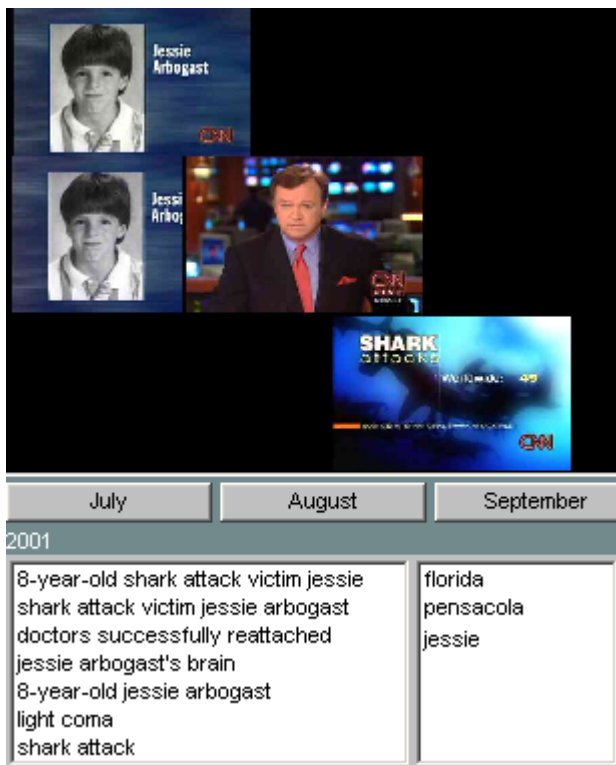 Jessie
Arbogast
CNN
Jessi
Arbog
CNN
SHARK
attacks
Worldwide: 49
CNN
July August September
2001
8-year-old shark attack victim jessie
shark attack victim jessie arbogast
doctors successfully reattached
jessie arbogast's brain
8-year-old jessie arbogast
light coma
shark attack
florida
pensacola
jessie